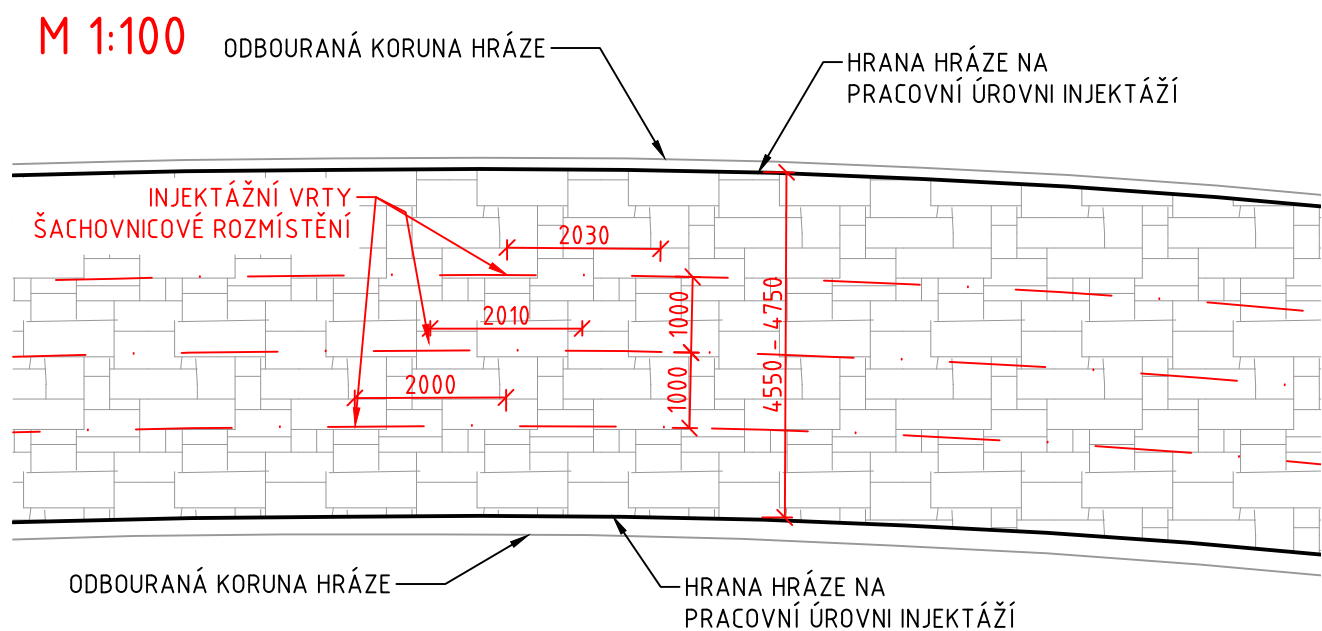 M 1:100
ODBOURANÁ KORUNA HRÁZE
HRANA HRÁZE NA
PRACOVNÍ ÚROVNI INJEKTÁŽÍ
INJEKTÁŽNÍ VRTY
ŠACHOVNICOVÉ ROZMÍSTĚNÍ
2030
2010
2000
1000
1000
4550 - 4750
ODBOURANÁ KORUNA HRÁZE
HRANA HRÁZE NA
PRACOVNÍ ÚROVNI INJEKTÁŽÍ